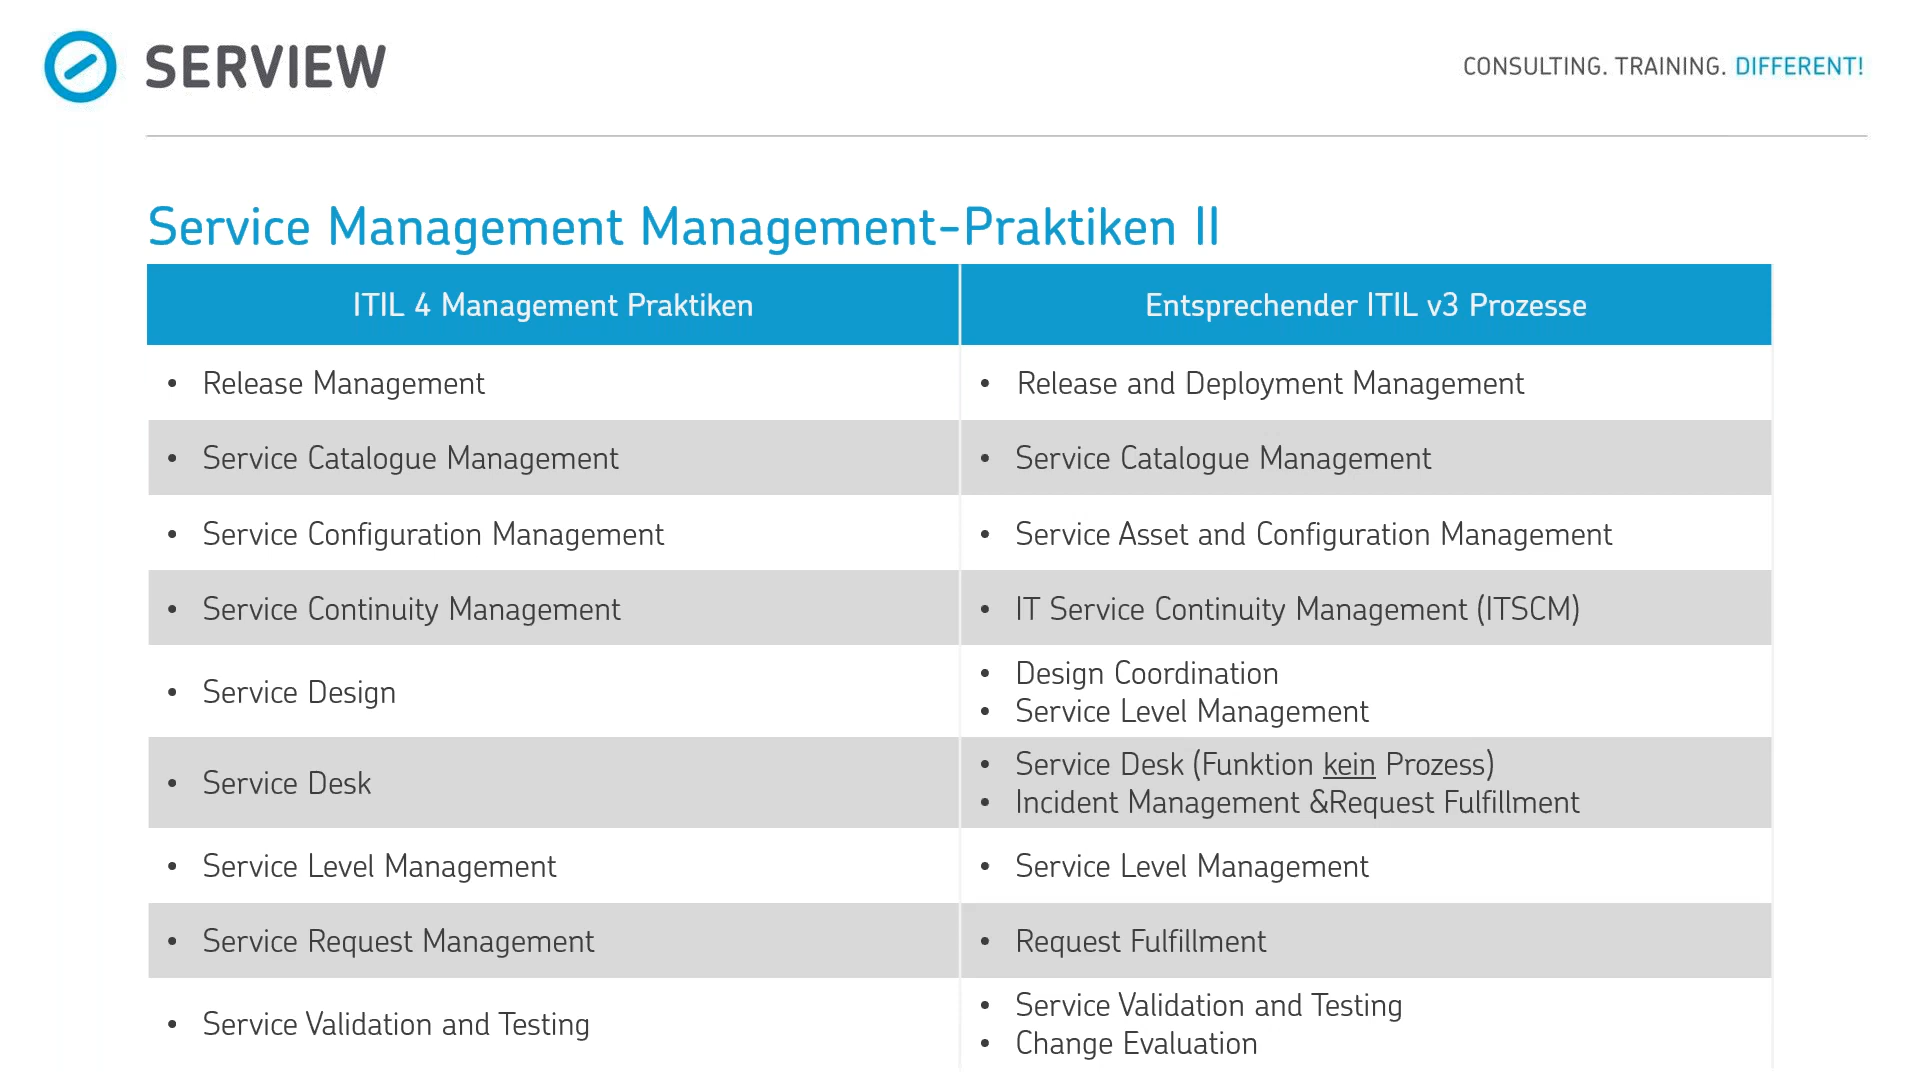 SERVIEW
CONSULTING. TRAINING. DIFFERENT!
Service Management Management-Praktiken II
ITIL 4 Management Praktiken
Entsprechender ITIL v3 Prozesse
• Release Management
• Release and Deployment Management
• Service Catalogue Management
• Service Catalogue Management
• Service Configuration Management
• Service Asset and Configuration Management
• Service Continuity Management
• IT Service Continuity Management (ITSCM)
• Service Design
• Design Coordination
• Service Level Management
• Service Desk
• Service Desk (Funktion kein Prozess)
• Incident Management &Request Fulfillment
• Service Level Management
• Service Level Management
• Service Request Management
• Request Fulfillment
• Service Validation and Testing
• Service Validation and Testing
• Change Evaluation